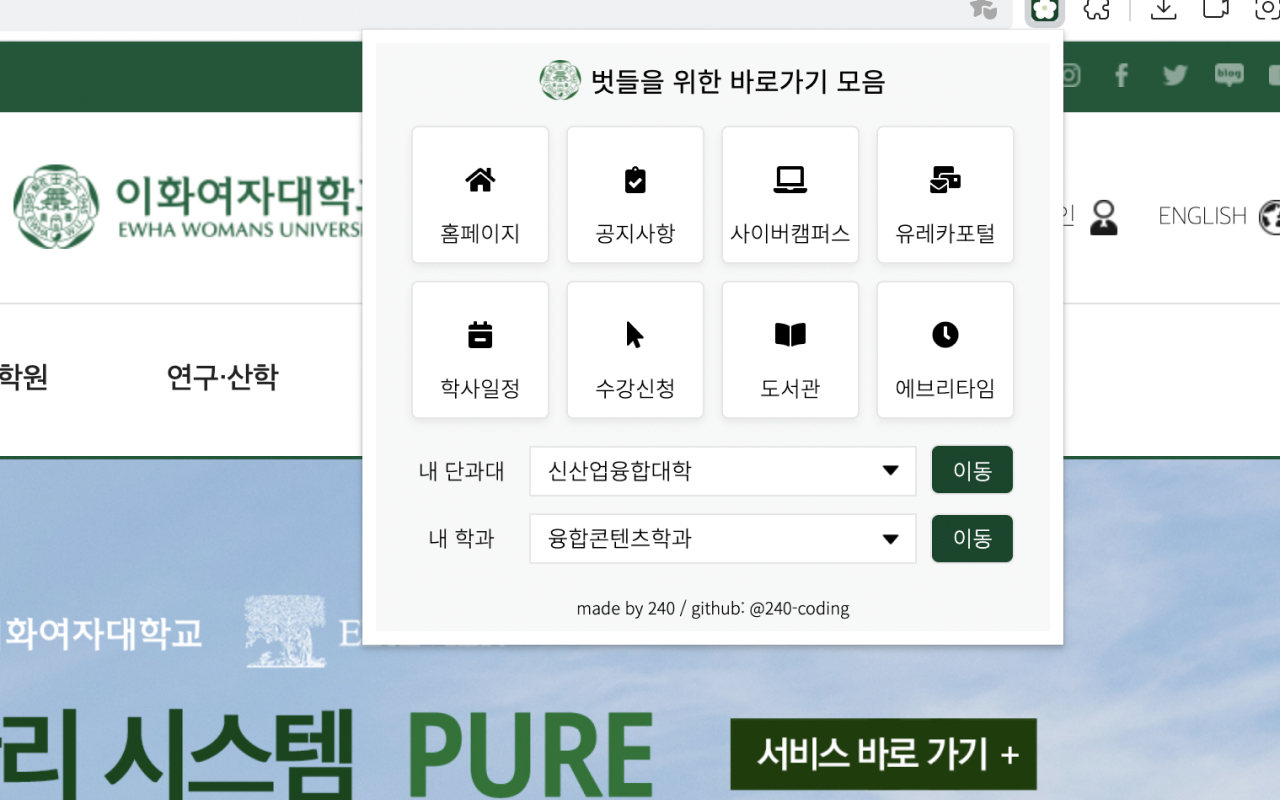 벗들을 위한 바로가기 모음
홈페이지
공지사항
사이버캠퍼스
유레카포털
학사일정
수강신청
도서관
에브리타임
내 단과대
신산업융합대학
이동
내 학과
융합콘텐츠학과
이동
made by 240 / github: @240-coding
blog
이화여자대학
EWHA WOMANS UNIVERS
인
ENGLISH
학원
연구·산학
화여자대학교
E
리 시스템 PURE
서비스 바로 가기 +